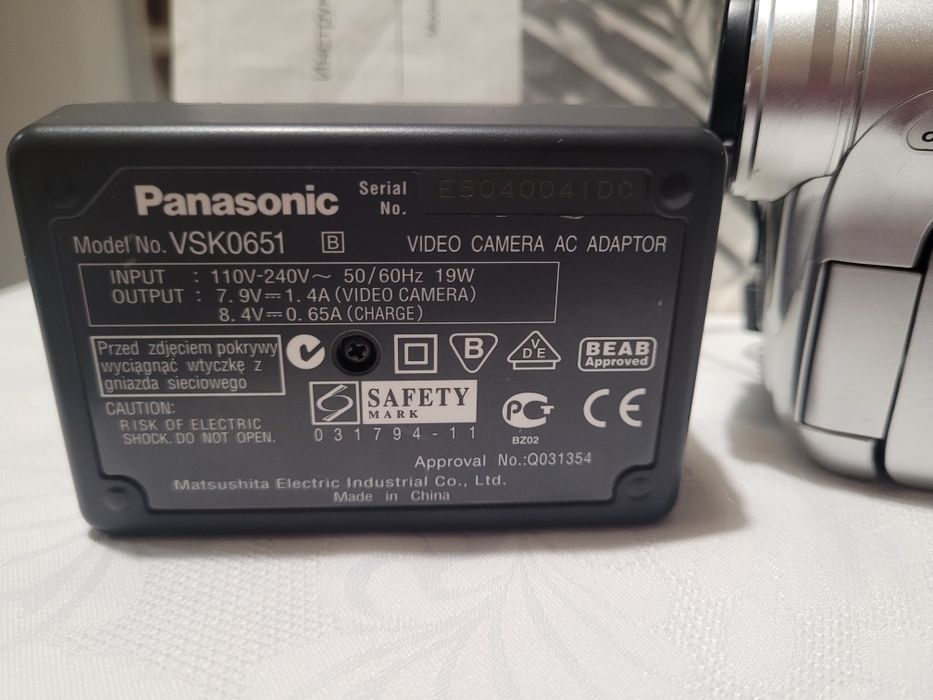 Panasonic
Serial No. E5040041DC
Model No. VSK0651 B VIDEO CAMERA AC ADAPTOR
INPUT : 110V-240V～ 50/60Hz 19W
OUTPUT : 7.9V⎓1.4A (VIDEO CAMERA)
8.4V⎓0.65A (CHARGE)
Przed zdjęciem pokrywy
wyciągnąć wtyczkę z
gniazda sieciowego
B
VDE
BEAB
Approved
CAUTION:
RISK OF ELECTRIC
SHOCK. DO NOT OPEN.
S SAFETY
MARK
031794-11
PCT
BZ02
CE
Approval No.:Q031354
Matsushita Electric Industrial Co., Ltd.
Made in China